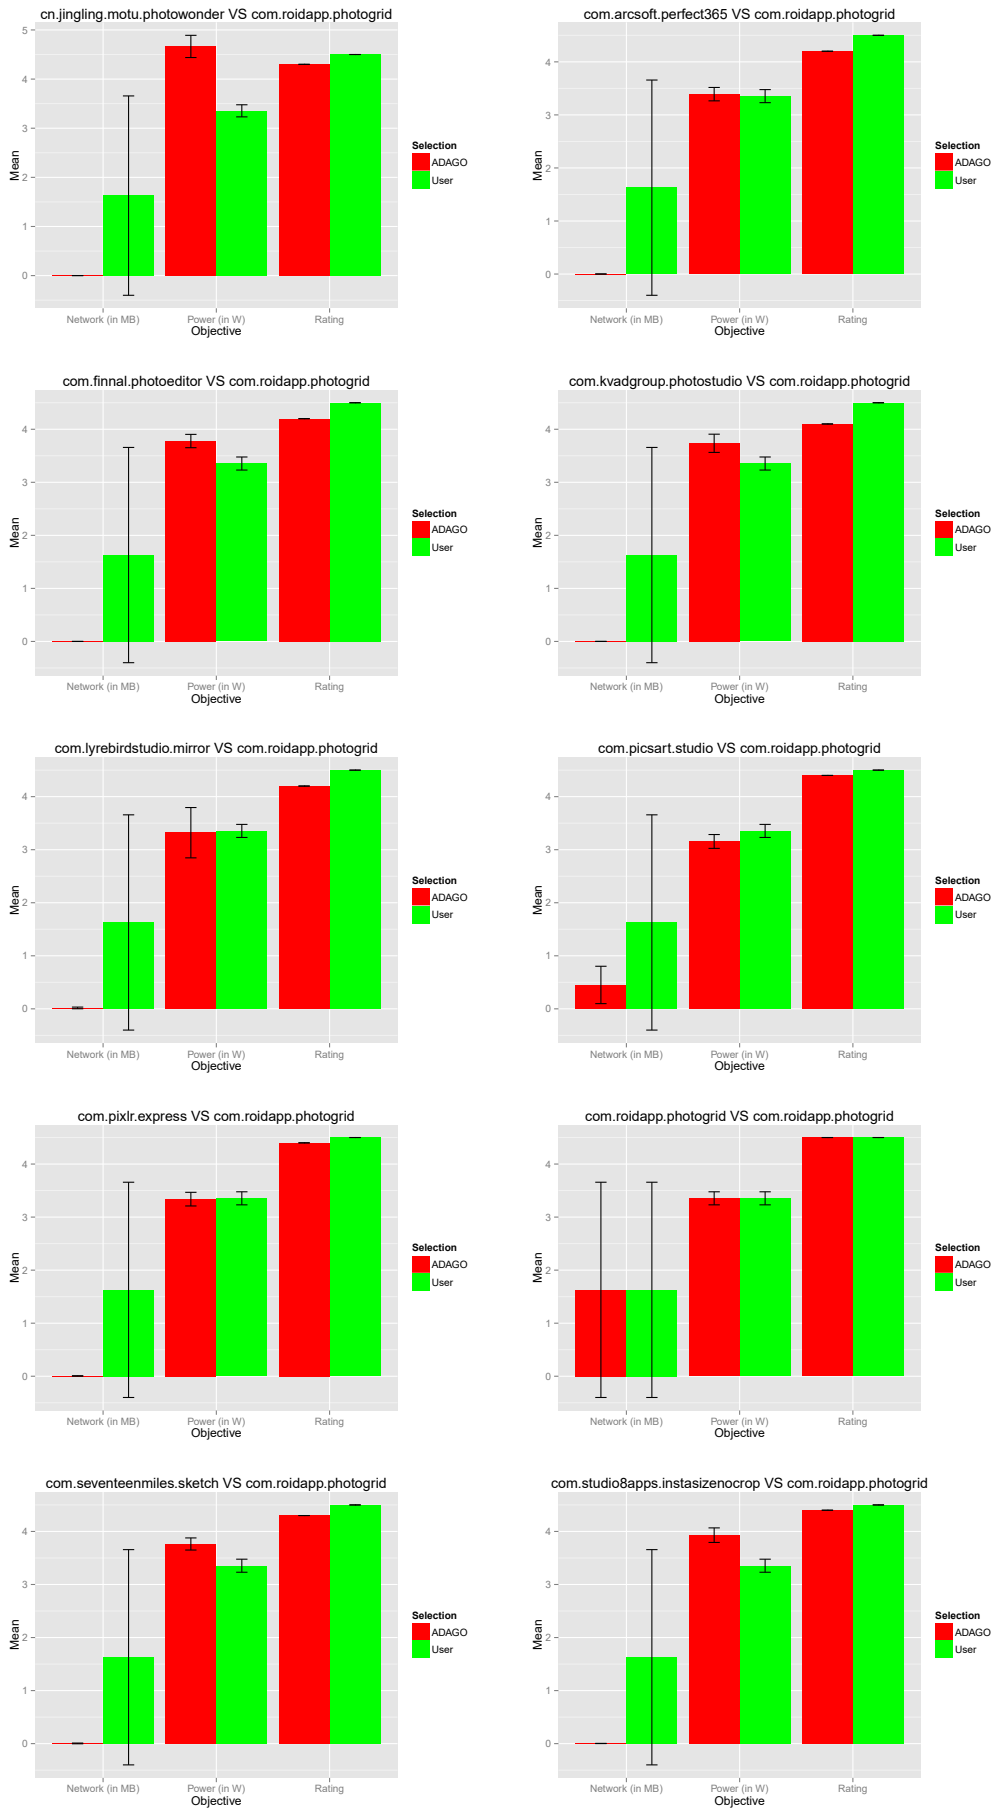 cn.jingling.motu.photowonder VS com.roidapp.photogrid
5
4
3
2
1
0
Mean
Network (in MB)
Power (in W)
Rating
Objective
Selection
ADAGO
User
com.arcsoft.perfect365 VS com.roidapp.photogrid
4
3
2
1
0
Mean
Network (in MB)
Power (in W)
Rating
Objective
Selection
ADAGO
User
com.finnal.photoeditor VS com.roidapp.photogrid
4
3
2
1
0
Mean
Network (in MB)
Power (in W)
Rating
Objective
Selection
ADAGO
User
com.kvadgroup.photostudio VS com.roidapp.photogrid
4
3
2
1
0
Mean
Network (in MB)
Power (in W)
Rating
Objective
Selection
ADAGO
User
com.lyrebirdstudio.mirror VS com.roidapp.photogrid
4
3
2
1
0
Mean
Network (in MB)
Power (in W)
Rating
Objective
Selection
ADAGO
User
com.picsart.studio VS com.roidapp.photogrid
4
3
2
1
0
Mean
Network (in MB)
Power (in W)
Rating
Objective
Selection
ADAGO
User
com.pixlr.express VS com.roidapp.photogrid
4
3
2
1
0
Mean
Network (in MB)
Power (in W)
Rating
Objective
Selection
ADAGO
User
com.roidapp.photogrid VS com.roidapp.photogrid
4
3
2
1
0
Mean
Network (in MB)
Power (in W)
Rating
Objective
Selection
ADAGO
User
com.seventeenmiles.sketch VS com.roidapp.photogrid
4
3
2
1
0
Mean
Network (in MB)
Power (in W)
Rating
Objective
Selection
ADAGO
User
com.studio8apps.instasizenocrop VS com.roidapp.photogrid
4
3
2
1
0
Mean
Network (in MB)
Power (in W)
Rating
Objective
Selection
ADAGO
User